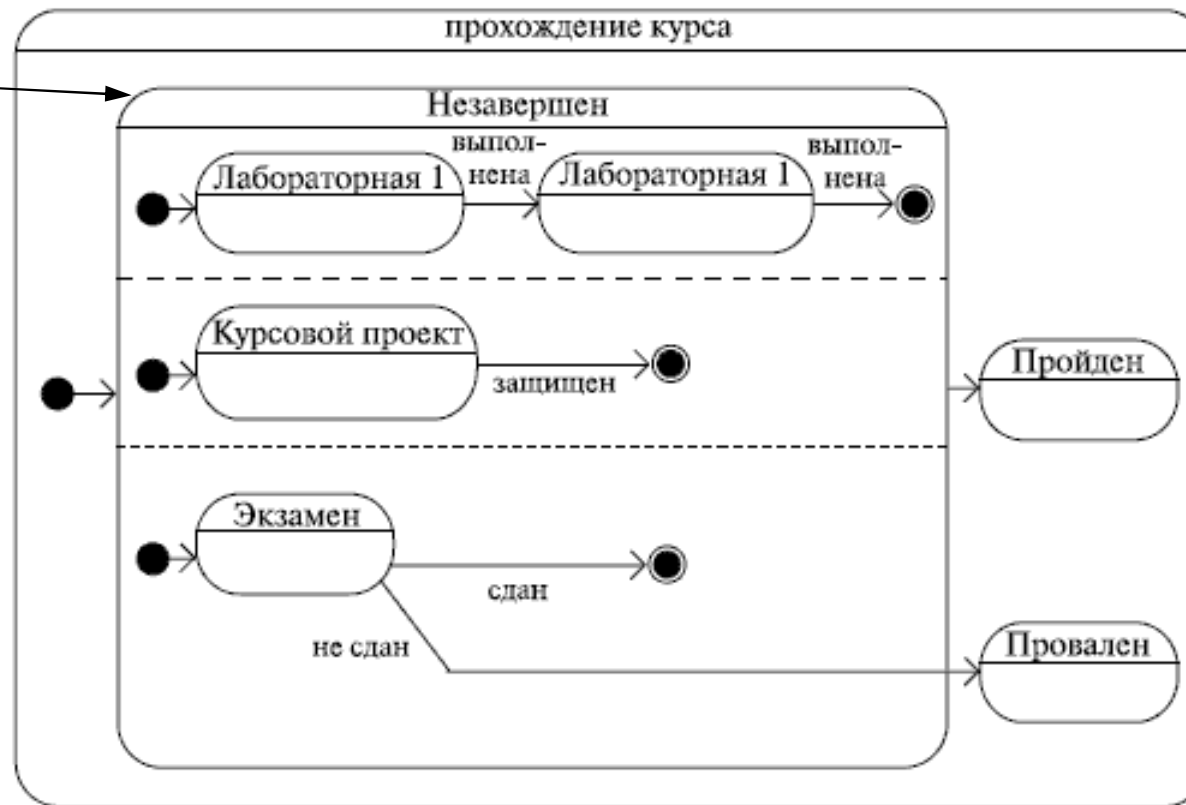 прохождение курса
Незавершен
выпол-
нена
выпол-
нена
Лабораторная 1
Лабораторная 1
Курсовой проект
защищен
Пройден
Экзамен
сдан
не сдан
Провален